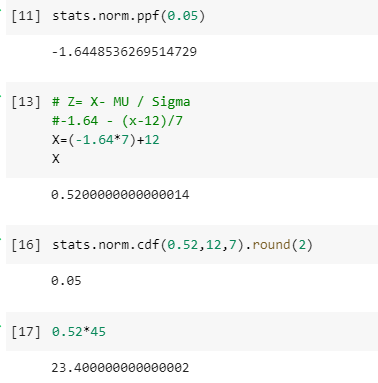 [11] stats.norm.ppf(0.05)
-1.6448536269514729
[13] # Z= X- MU / Sigma
#-1.64 - (x-12)/7
X=(-1.64*7)+12
X
0.5200000000000014
[16] stats.norm.cdf(0.52,12,7).round(2)
0.05
[17] 0.52*45
23.400000000000002